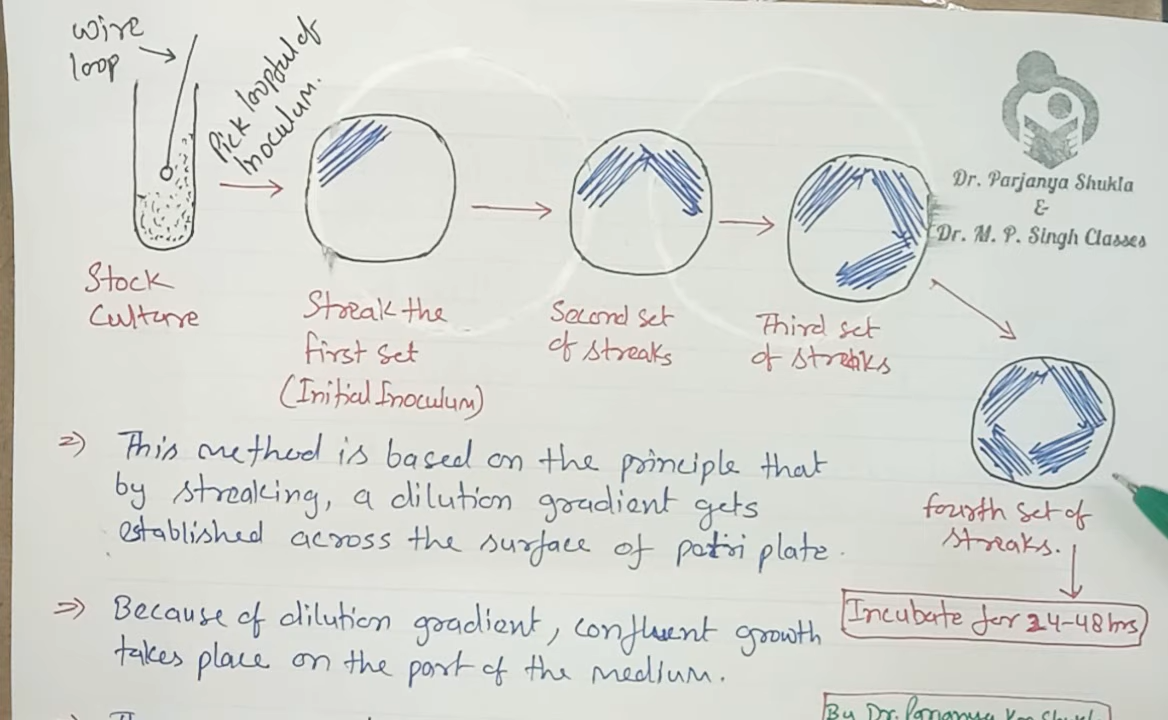 wire
loop
Pick loopful of
Inoculum.
Stock
Culture
Streak the
first set
(Initial Inoculum)
Second set
of streaks
Third set
of streaks
Dr. Parjanya Shukla
&
Dr. M. P. Singh Classes
fourth set of
streaks.
Incubate for 24-48 hrs
⇒ This method is based on the principle that
by streaking, a dilution gradient gets
established across the surface of petri plate.
⇒ Because of dilution gradient, confluent growth
takes place on the part of the medium.
By Dr.